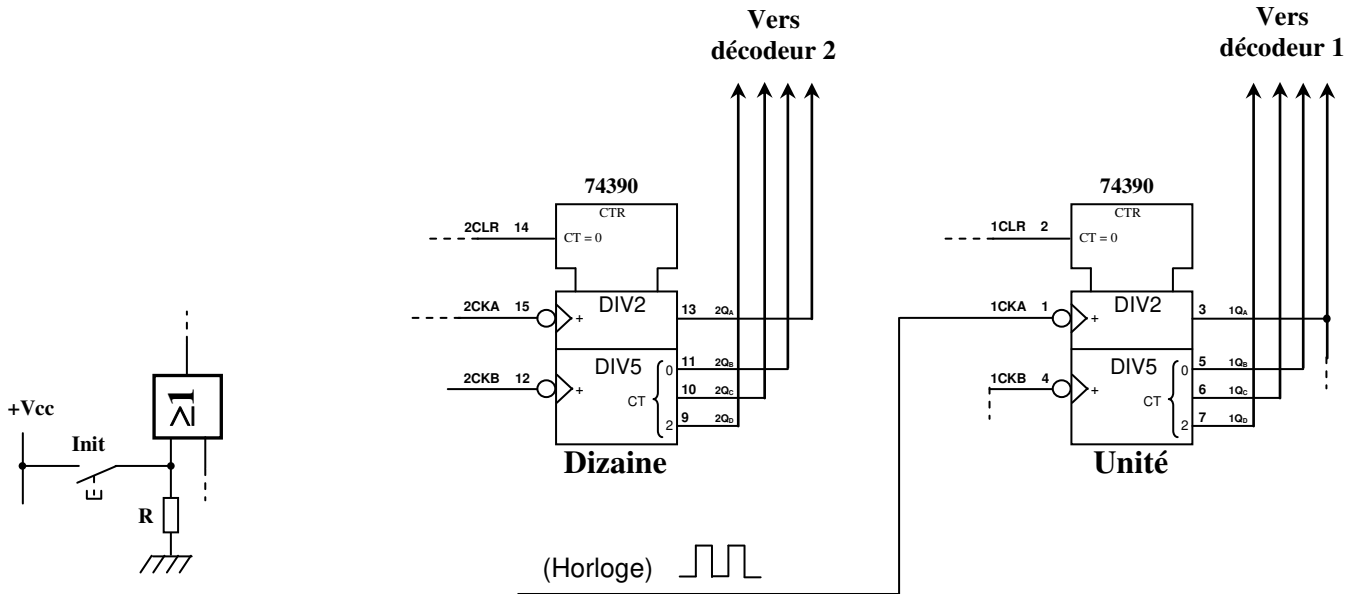 Vers
décodeur 2
Vers
décodeur 1
74390
CTR
CT = 0
2CLR 14
2CKA 15
+
DIV2
13 2QA
2CKB 12
+
DIV5
CT
0
2
11 2QB
10 2QC
9 2QD
Dizaine
74390
CTR
CT = 0
1CLR 2
1CKA 1
+
DIV2
3 1QA
1CKB 4
+
DIV5
CT
0
2
5 1QB
6 1QC
7 1QD
Unité
≥1
+Vcc
Init
R
(Horloge)